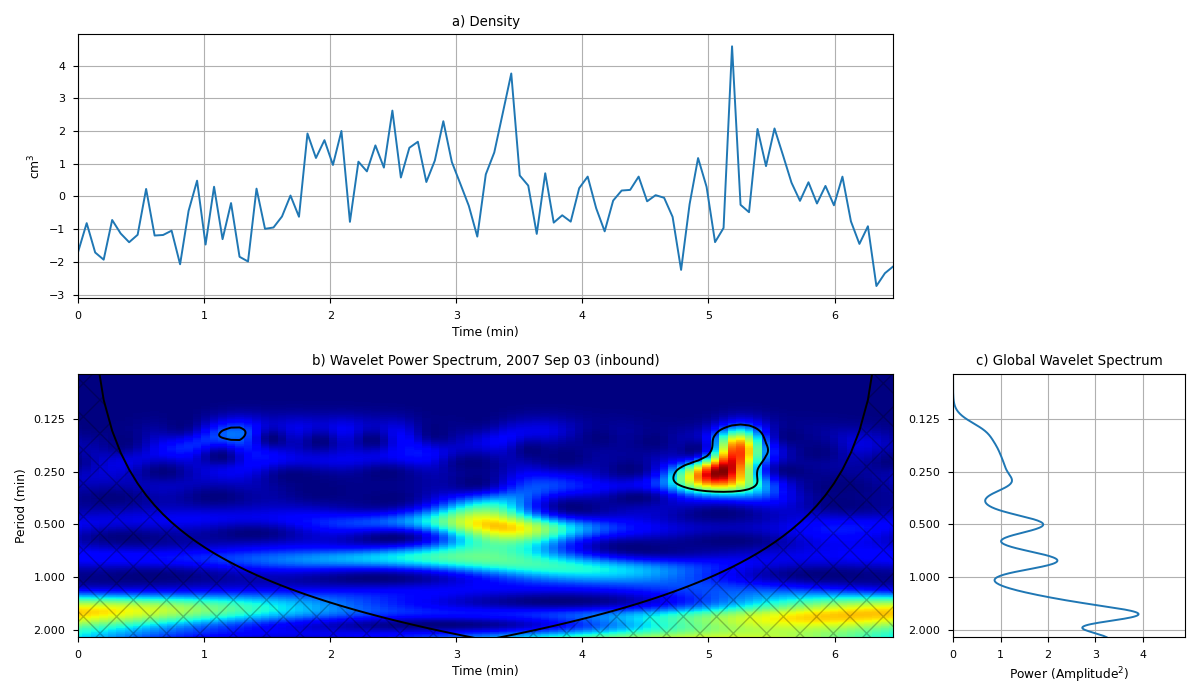 a) Density
4
3
2
1
0
−1
−2
−3
cm³
0 1 2 3 4 5 6
Time (min)
b) Wavelet Power Spectrum, 2007 Sep 03 (inbound)
0.125
0.250
0.500
1.000
2.000
Period (min)
0 1 2 3 4 5 6
Time (min)
c) Global Wavelet Spectrum
0.125
0.250
0.500
1.000
2.000
0 1 2 3 4
Power (Amplitude²)